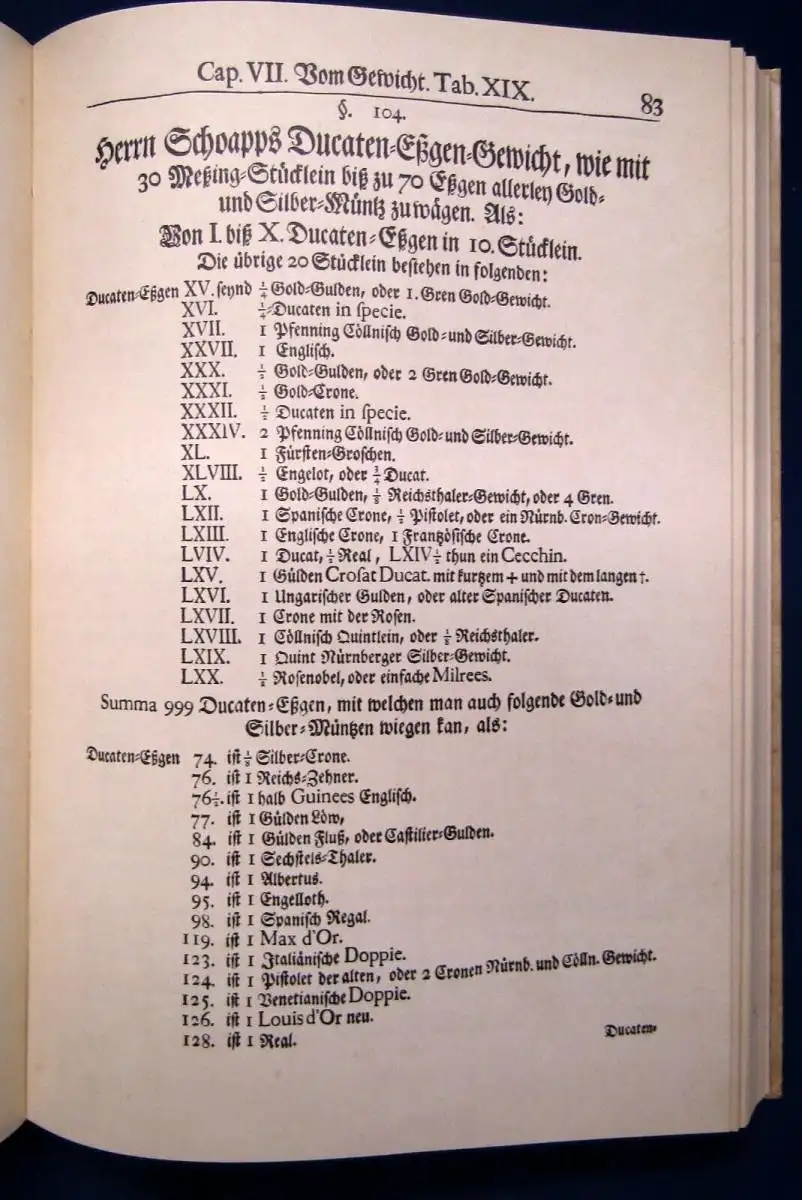 Cap. VII. Vom Gewicht. Tab. XIX. 83
§. 104.
Herrn Schoapps Ducaten-Eßgen-Gewicht, wie mit
30 Meßing-Stücklein biß zu 70 Eßgen allerley Gold-
und Silber-Müntz zu wägen. Als:
Von I. biß X. Ducaten-Eßgen in 10. Stücklein.
Die übrige 20 Stücklein bestehen in folgenden:
Ducaten-Eßgen XV. seynd ¼ Gold-Gulden, oder 1. Gren Gold-Gewicht.
XVI. ¼-Ducaten in specie.
XVII. 1 Pfenning Cöllnisch Gold- und Silber-Gewicht.
XXVII. 1 Englisch.
XXX. ½ Gold-Gulden, oder 2 Gren Gold-Gewicht.
XXXI. ½ Gold-Crone.
XXXII. ½ Ducaten in specie.
XXXIV. 2 Pfenning Cöllnisch Gold- und Silber-Gewicht.
XL. 1 Fürsten-Groschen.
XLVIII. ½ Engelot, oder ¾ Ducat.
LX. 1 Gold-Gulden, ⅛ Reichsthaler-Gewicht, oder 4 Gren.
LXII. 1 Spanische Crone, ½ Pistolet, oder ein Nürnb. Cron-Gewicht.
LXIII. 1 Englische Crone, 1 Frantzösische Crone.
LVIV. 1 Ducat, ½ Real, LXIV½ thun ein Cecchin.
LXV. 1 Gülden Crosat Ducat. mit kurtzem + und mit dem langen †.
LXVI. 1 Ungarischer Gulden, oder alter Spanischer Ducaten.
LXVII. 1 Crone mit der Rosen.
LXVIII. 1 Cöllnisch Quintlein, oder ⅛ Reichsthaler.
LXIX. 1 Quint Nürnberger Silber-Gewicht.
LXX. ½ Rosenobel, oder einfache Milrees.
Summa 999 Ducaten-Eßgen, mit welchen man auch folgende Gold- und
Silber-Müntzen wiegen kan, als:
Ducaten-Eßgen 74. ist ⅛ Silber-Crone.
76. ist 1 Reichs-Zehner.
76½. ist 1 halb Guinees Englisch.
77. ist 1 Gülden Löw,
84. ist 1 Gülden Fluß, oder Castilier-Gulden.
90. ist 1 Sechstels-Thaler.
94. ist 1 Albertus.
95. ist 1 Engelloth.
98. ist 1 Spanisch Regal.
119. ist 1 Max d'Or.
123. ist 1 Italiänische Doppie.
124. ist 1 Pistolet der alten, oder 2 Cronen Nürnb. und Cölln. Gewicht.
125. ist 1 Venetianische Doppie.
126. ist 1 Louis d'Or neu.
128. ist 1 Real.
Ducaten-